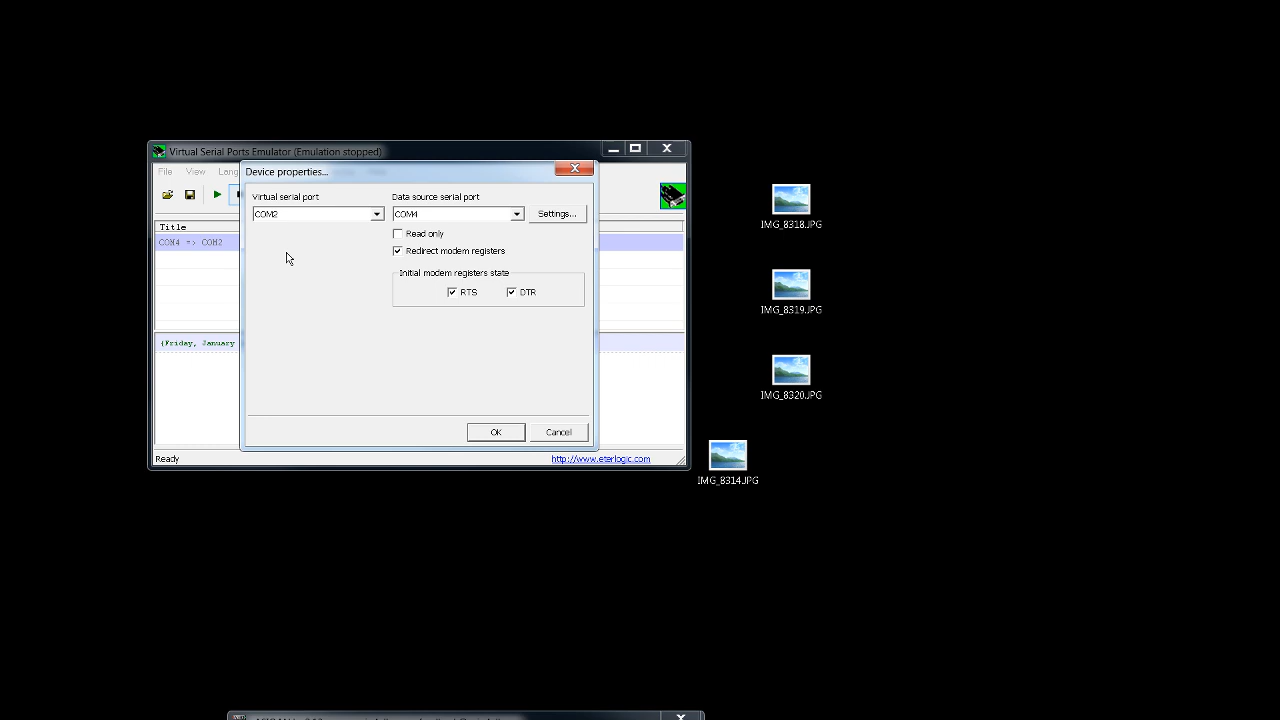 Virtual Serial Ports Emulator (Emulation stopped)
Device properties...
File View Lang
Virtual serial port
Data source serial port
COM2
COM4
Settings...
Read only
Redirect modem registers
Initial modem registers state
RTS
DTR
Title
COM4 => COM2
{Friday, January
OK
Cancel
Ready
http://www.eterlogic.com
IMG_8318.JPG
IMG_8319.JPG
IMG_8320.JPG
IMG_8314.JPG